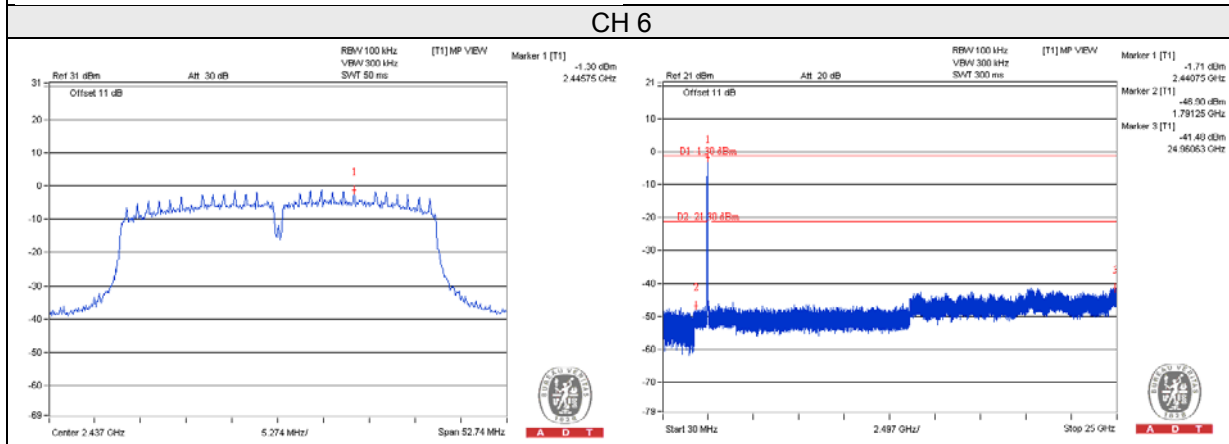 CH 6
RBW 100 kHz
[T1] MP VIEW
VBW 300 kHz
Ref 31 dBm
Att 30 dB
SWT 50 ms
Marker 1 [T1]
-1.30 dBm
2.44575 GHz
31
Offset 11 dB
20
10
0
-10
-20
-30
-40
-50
-60
-69
1
Center 2.437 GHz
5.274 MHz/
Span 52.74 MHz
BUREAU VERITAS
1828
A D T
RBW 100 kHz
[T1] MP VIEW
VBW 300 kHz
Ref 21 dBm
Att 20 dB
SWT 300 ms
Marker 1 [T1]
-1.71 dBm
2.44075 GHz
Marker 2 [T1]
-46.90 dBm
1.79125 GHz
Marker 3 [T1]
-41.48 dBm
24.96063 GHz
21
Offset 11 dB
10
0
-10
-20
-30
-40
-50
-60
-70
-79
1
D1 -1.30 dBm
D2 -21.30 dBm
2
3
Start 30 MHz
2.497 GHz/
Stop 25 GHz
BUREAU VERITAS
1828
A D T